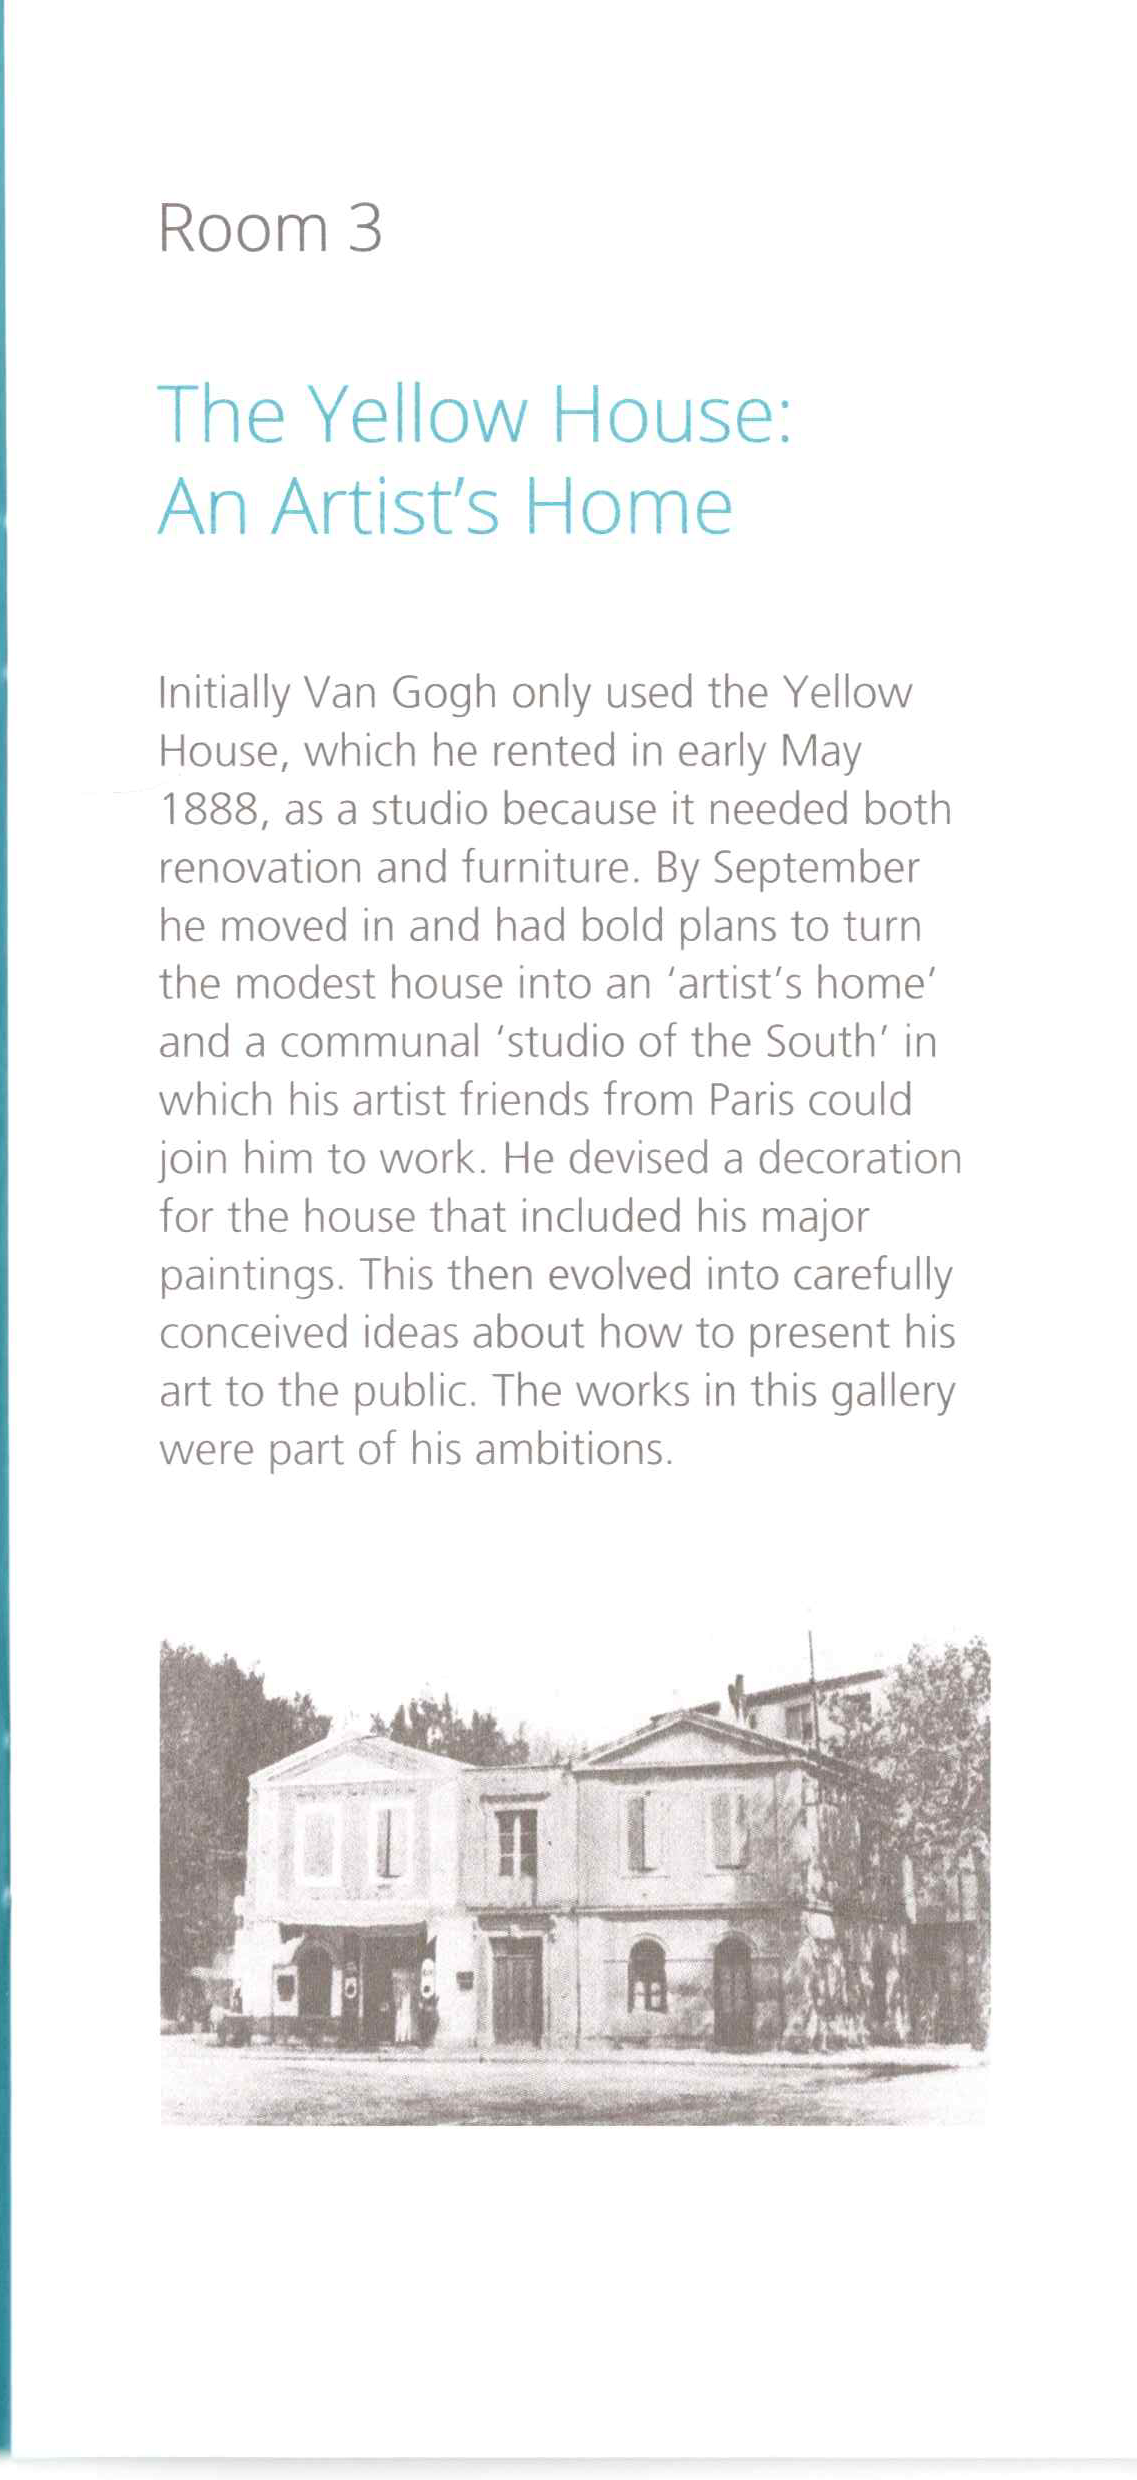 Room 3
The Yellow House:
An Artist’s Home
Initially Van Gogh only used the Yellow
House, which he rented in early May
1888, as a studio because it needed both
renovation and furniture. By September
he moved in and had bold plans to turn
the modest house into an ‘artist’s home’
and a communal ‘studio of the South’ in
which his artist friends from Paris could
join him to work. He devised a decoration
for the house that included his major
paintings. This then evolved into carefully
conceived ideas about how to present his
art to the public. The works in this gallery
were part of his ambitions.